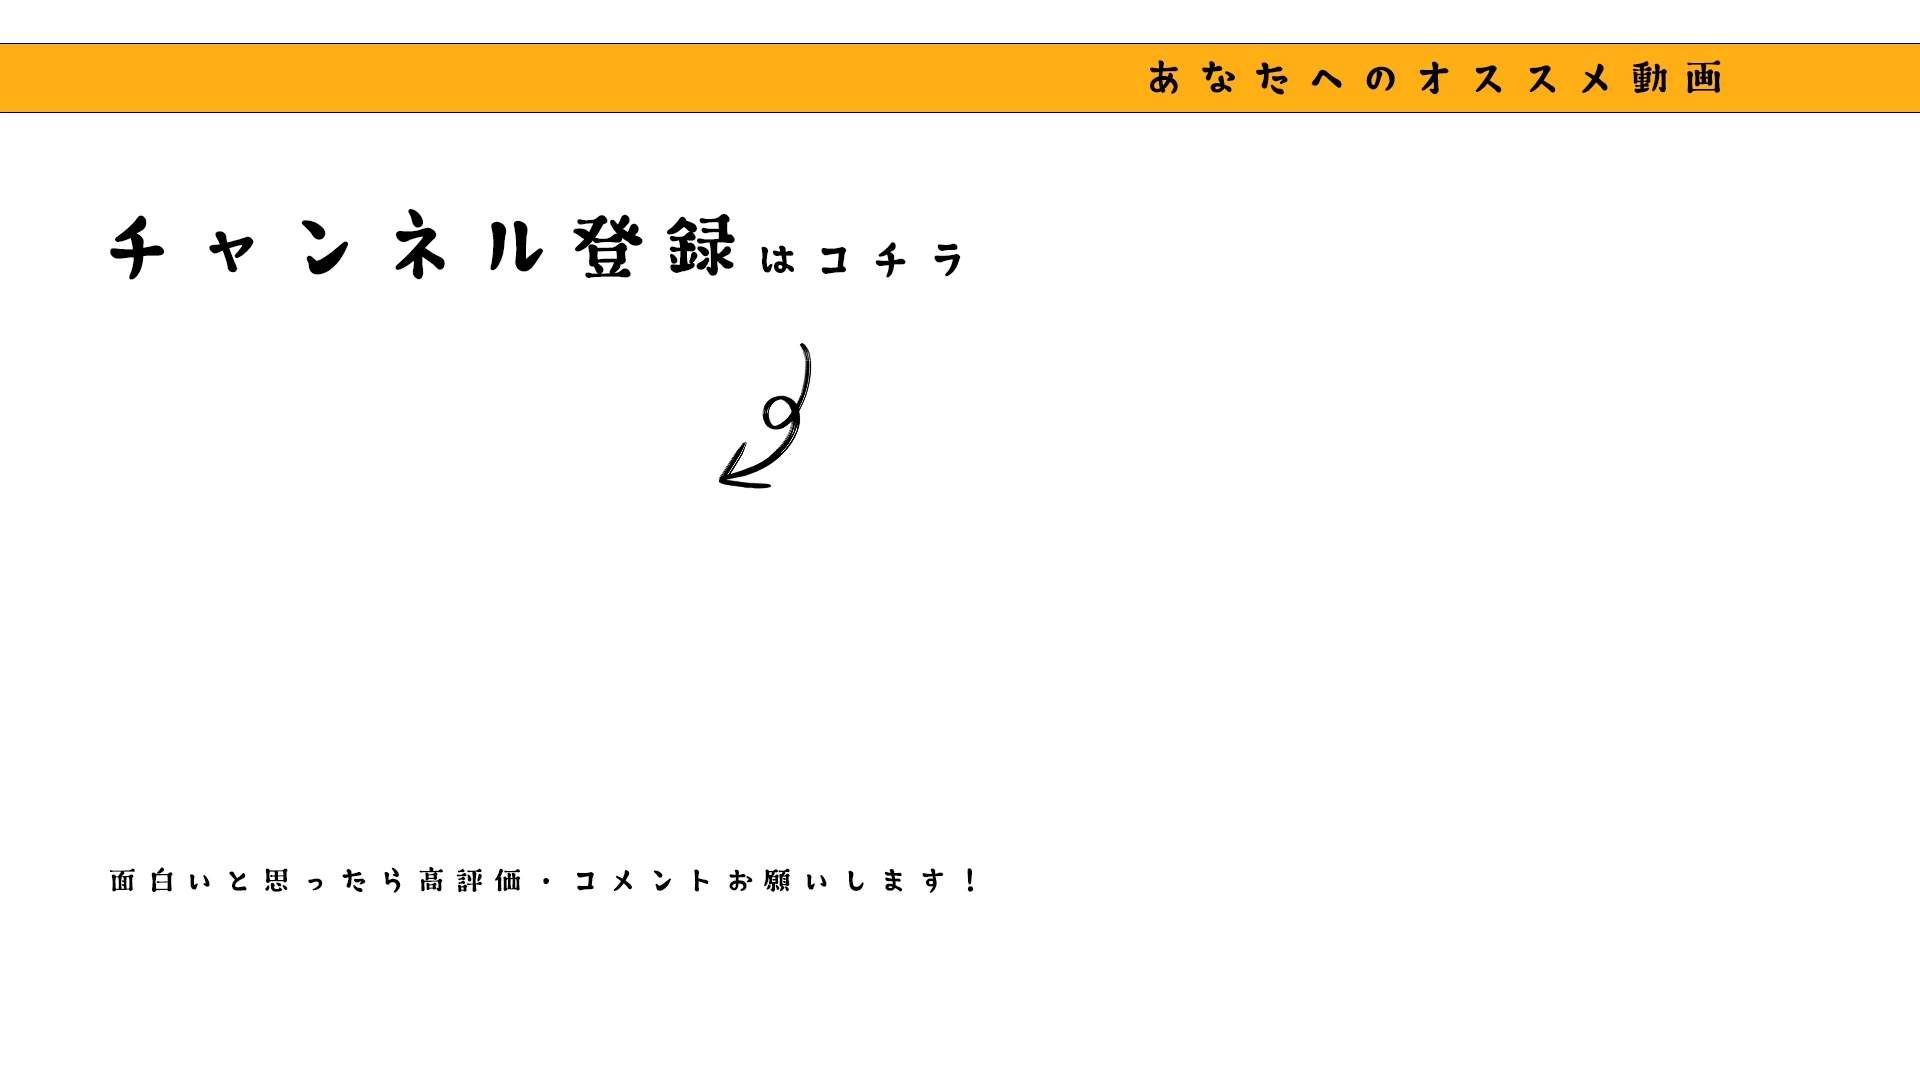 あなたへのオススメ動画
チャンネル登録はコチラ
面白いと思ったら高評価・コメントお願いします！